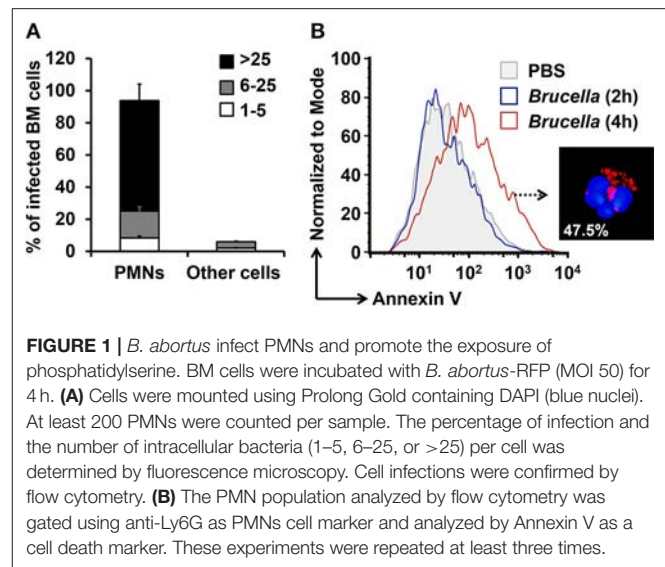 A
% of infected BM cells
120
100
80
60
40
20
0
>25
6-25
1-5
PMNs
Other cells
B
Normalized to Mode
100
80
60
40
20
0
PBS
Brucella (2h)
Brucella (4h)
47.5%
10¹ 10² 10³ 10⁴
Annexin V
FIGURE 1 | B. abortus infect PMNs and promote the exposure of
phosphatidylserine. BM cells were incubated with B. abortus-RFP (MOI 50) for
4 h. (A) Cells were mounted using Prolong Gold containing DAPI (blue nuclei).
At least 200 PMNs were counted per sample. The percentage of infection and
the number of intracellular bacteria (1–5, 6–25, or >25) per cell was
determined by fluorescence microscopy. Cell infections were confirmed by
flow cytometry. (B) The PMN population analyzed by flow cytometry was
gated using anti-Ly6G as PMNs cell marker and analyzed by Annexin V as a
cell death marker. These experiments were repeated at least three times.